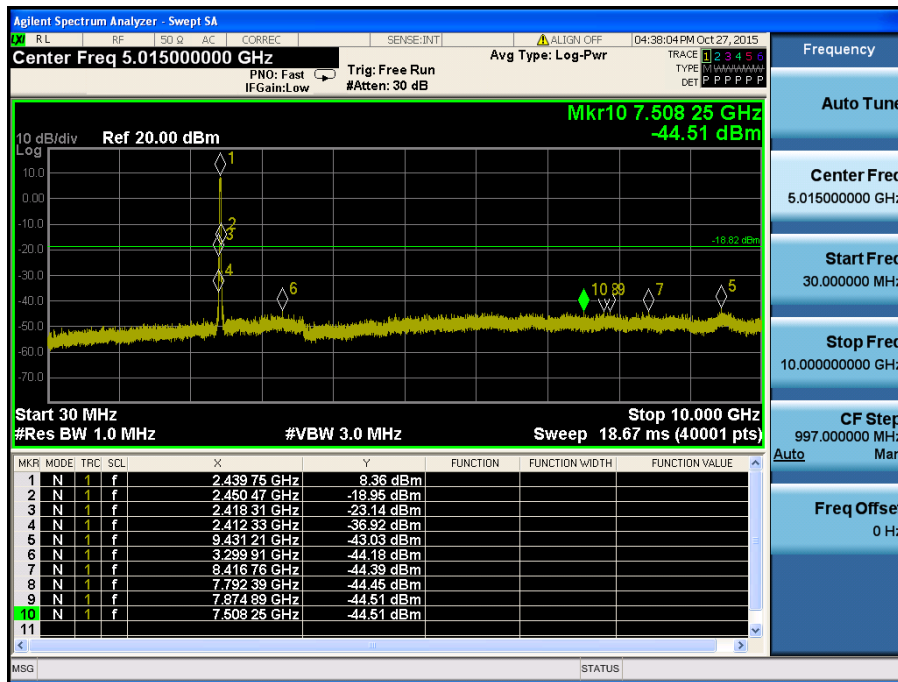 Agilent Spectrum Analyzer - Swept SA
LXI RL RF 50 Ω AC CORREC SENSE:INT ALIGN OFF 04:38:04 PM Oct 27, 2015
Center Freq 5.015000000 GHz
PNO: Fast
IFGain:Low
Trig: Free Run
#Atten: 30 dB
Avg Type: Log-Pwr
TRACE 1 2 3 4 5 6
TYPE M WWWWW
DET P P P P P P
Mkr10 7.508 25 GHz
-44.51 dBm
10 dB/div Ref 20.00 dBm
Log
10.0
0.00
-10.0
-20.0
-30.0
-40.0
-50.0
-60.0
-70.0
1
2
3
4
6
10 8 9
7
5
-18.82 dBm
Start 30 MHz Stop 10.000 GHz
#Res BW 1.0 MHz #VBW 3.0 MHz Sweep 18.67 ms (40001 pts)
MKR MODE TRC SCL X Y FUNCTION FUNCTION WIDTH FUNCTION VALUE
1 N 1 f 2.439 75 GHz 8.36 dBm
2 N 1 f 2.450 47 GHz -18.95 dBm
3 N 1 f 2.418 31 GHz -23.14 dBm
4 N 1 f 2.412 33 GHz -36.92 dBm
5 N 1 f 9.431 21 GHz -43.03 dBm
6 N 1 f 3.299 91 GHz -44.18 dBm
7 N 1 f 8.416 76 GHz -44.39 dBm
8 N 1 f 7.792 39 GHz -44.45 dBm
9 N 1 f 7.874 89 GHz -44.51 dBm
10 N 1 f 7.508 25 GHz -44.51 dBm
11
MSG STATUS
Frequency
Auto Tune
Center Freq
5.015000000 GHz
Start Freq
30.000000 MHz
Stop Freq
10.000000000 GHz
CF Step
997.000000 MHz
Auto Man
Freq Offset
0 Hz